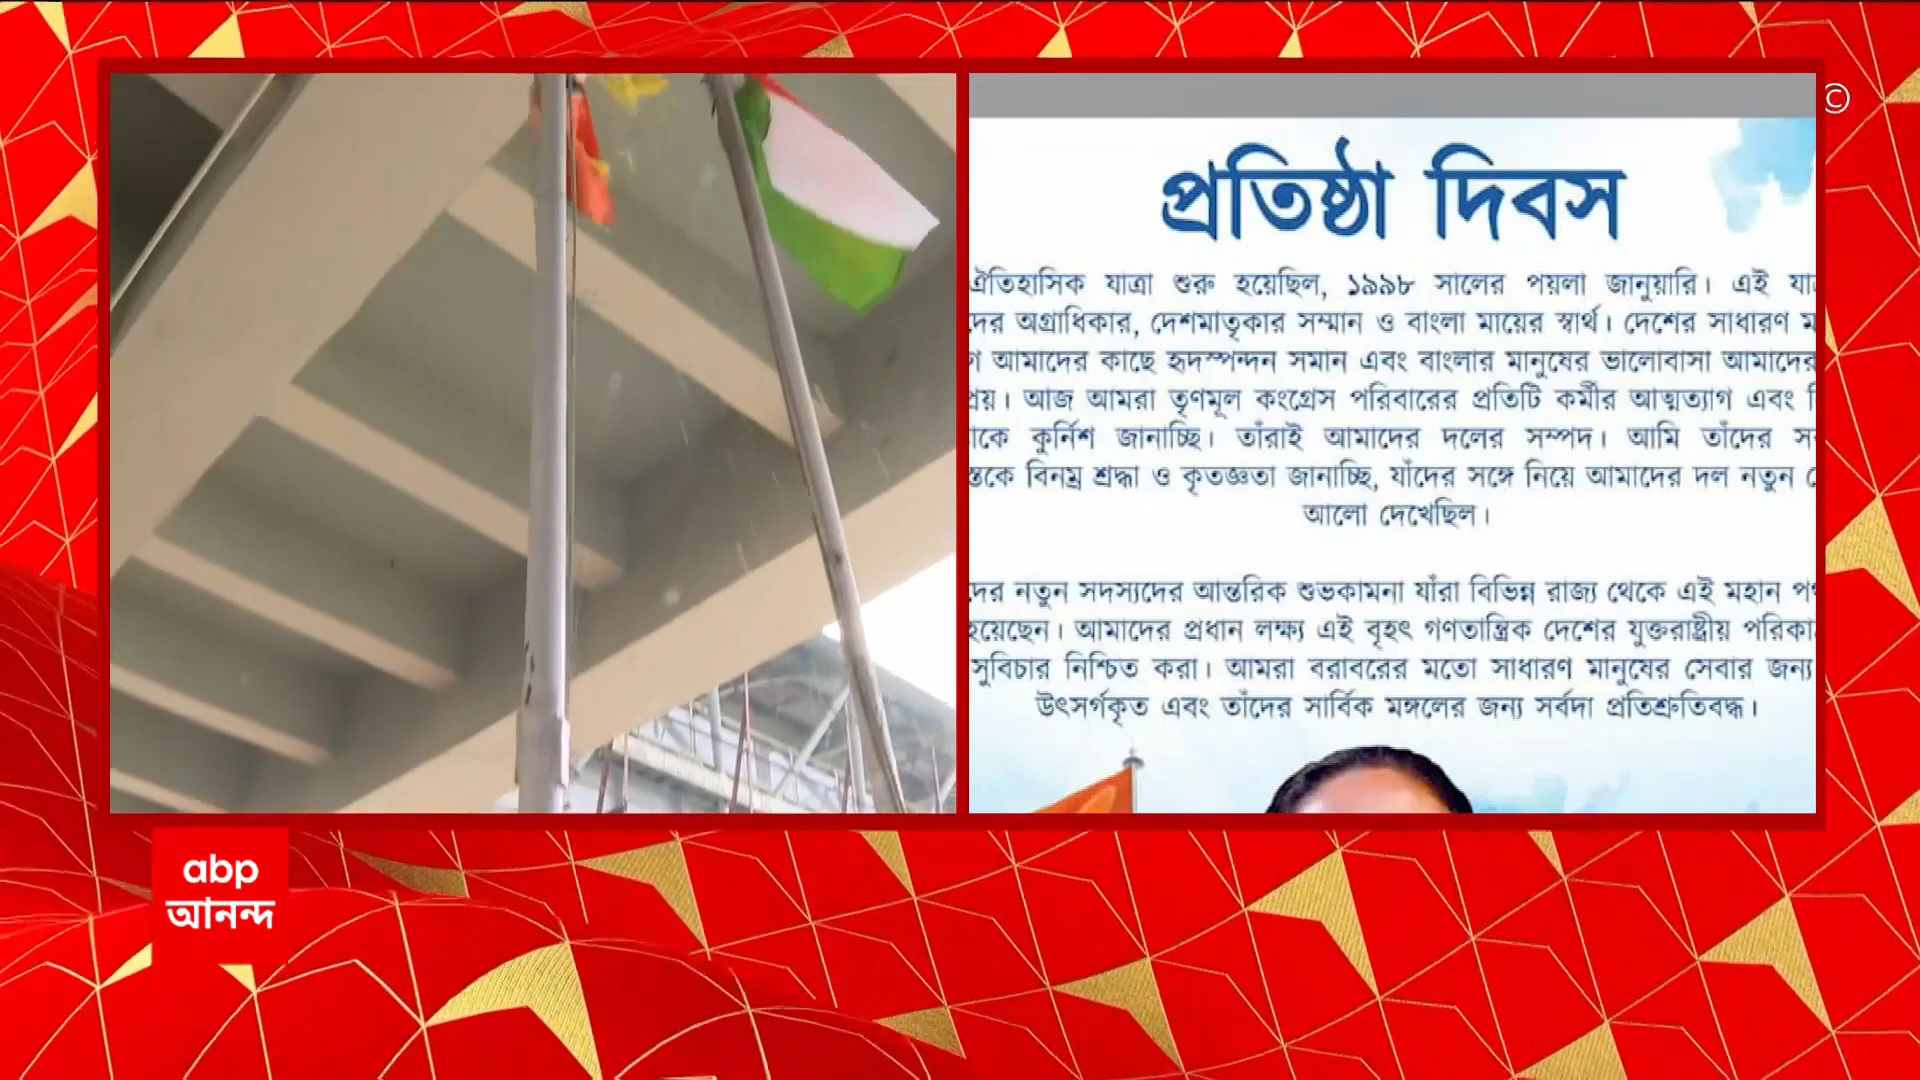 ©
প্রতিষ্ঠা দিবস
ঐতিহাসিক যাত্রা শুরু হয়েছিল, ১৯৯৮ সালের পয়লা জানুয়ারি। এই
অগ্রাধিকার, দেশমাতৃকার সম্মান ও বাংলা মায়ের স্বার্থ। দেশের সাধারণ
আমাদের কাছে হৃদস্পন্দন সমান এবং বাংলার মানুষের ভালোবাসা আমাদের
আজ আমরা তৃণমূল কংগ্রেস পরিবারের প্রতিটি কর্মীর আত্মত্যাগ এবং
কুর্নিশ জানাচ্ছি। তাঁরাই আমাদের দলের সম্পদ। আমি তাঁদের
বিনম্র শ্রদ্ধা ও কৃতজ্ঞতা জানাচ্ছি, যাঁদের সঙ্গে নিয়ে আমাদের দল নতুন
আলো দেখেছিল।
নতুন সদস্যদের আন্তরিক শুভকামনা যাঁরা বিভিন্ন রাজ্য থেকে এই মহান
হয়েছেন। আমাদের প্রধান লক্ষ্য এই বৃহৎ গণতান্ত্রিক দেশের যুক্তরাষ্ট্রীয়
সুবিচার নিশ্চিত করা। আমরা বরাবরের মতো সাধারণ মানুষের সেবার জন্য
উৎসর্গকৃত এবং তাঁদের সার্বিক মঙ্গলের জন্য সর্বদা প্রতিশ্রুতিবদ্ধ।
abp
আনন্দ